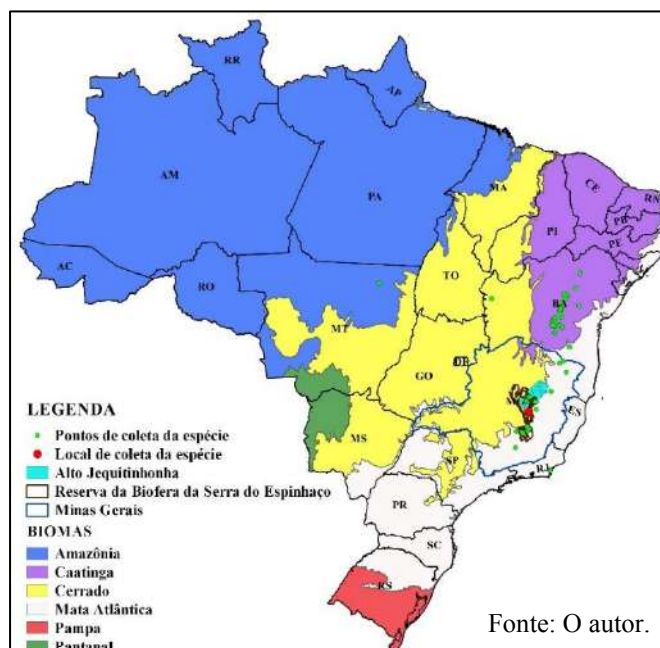 RR
AP
AM
PA
MA
CE
RN
PB
PE
PI
AC
RO
TO
BA
MT
GO
DF
M
ES
MS
SP
RJ
PR
SC
RS
LEGENDA
Pontos de coleta da espécie
Local de coleta da espécie
Alto Jequitinhonha
Reserva da Biofera da Serra do Espinhaço
Minas Gerais
BIOMAS
Amazônia
Caatinga
Cerrado
Mata Atlântica
Pampa
Pantanal
Fonte: O autor.